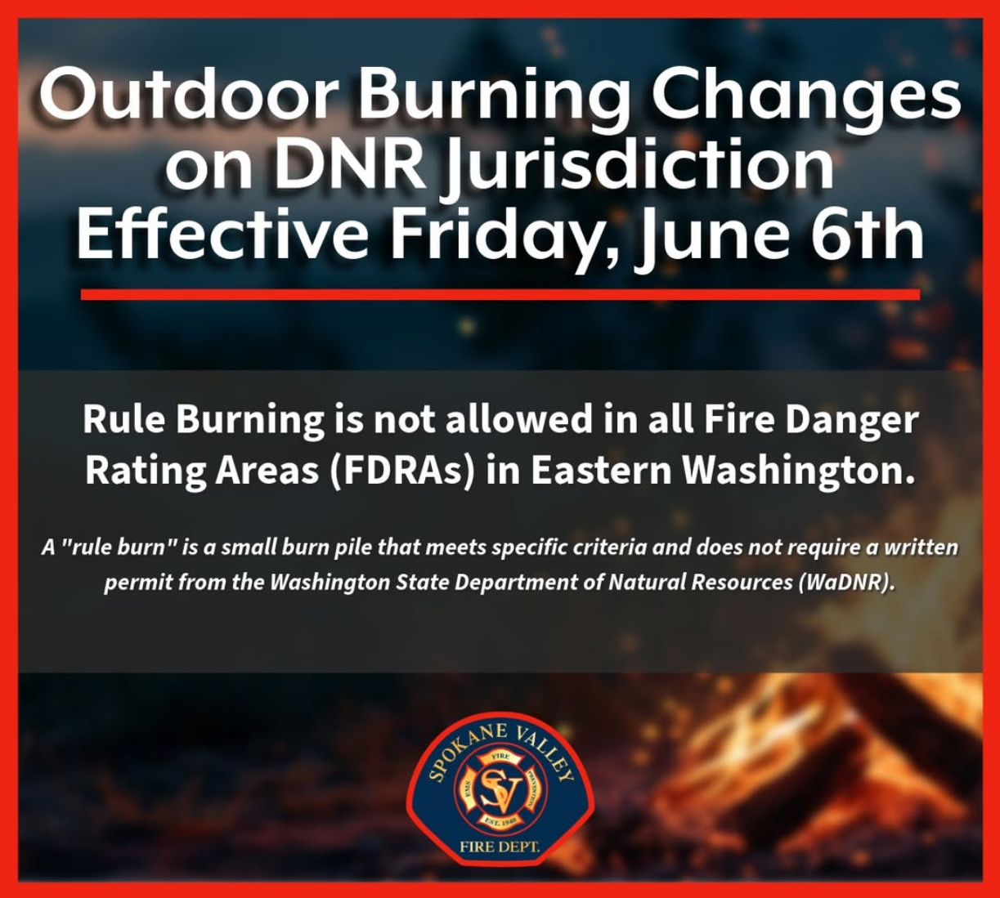 Outdoor Burning Changes
on DNR Jurisdiction
Effective Friday, June 6th
Rule Burning is not allowed in all Fire Danger
Rating Areas (FDRAs) in Eastern Washington.
A "rule burn" is a small burn pile that meets specific criteria and does not require a written
permit from the Washington State Department of Natural Resources (WaDNR).
SPOKANE VALLEY
FIRE
EMS
SV
PREVENTION
EST. 1940
FIRE DEPT.